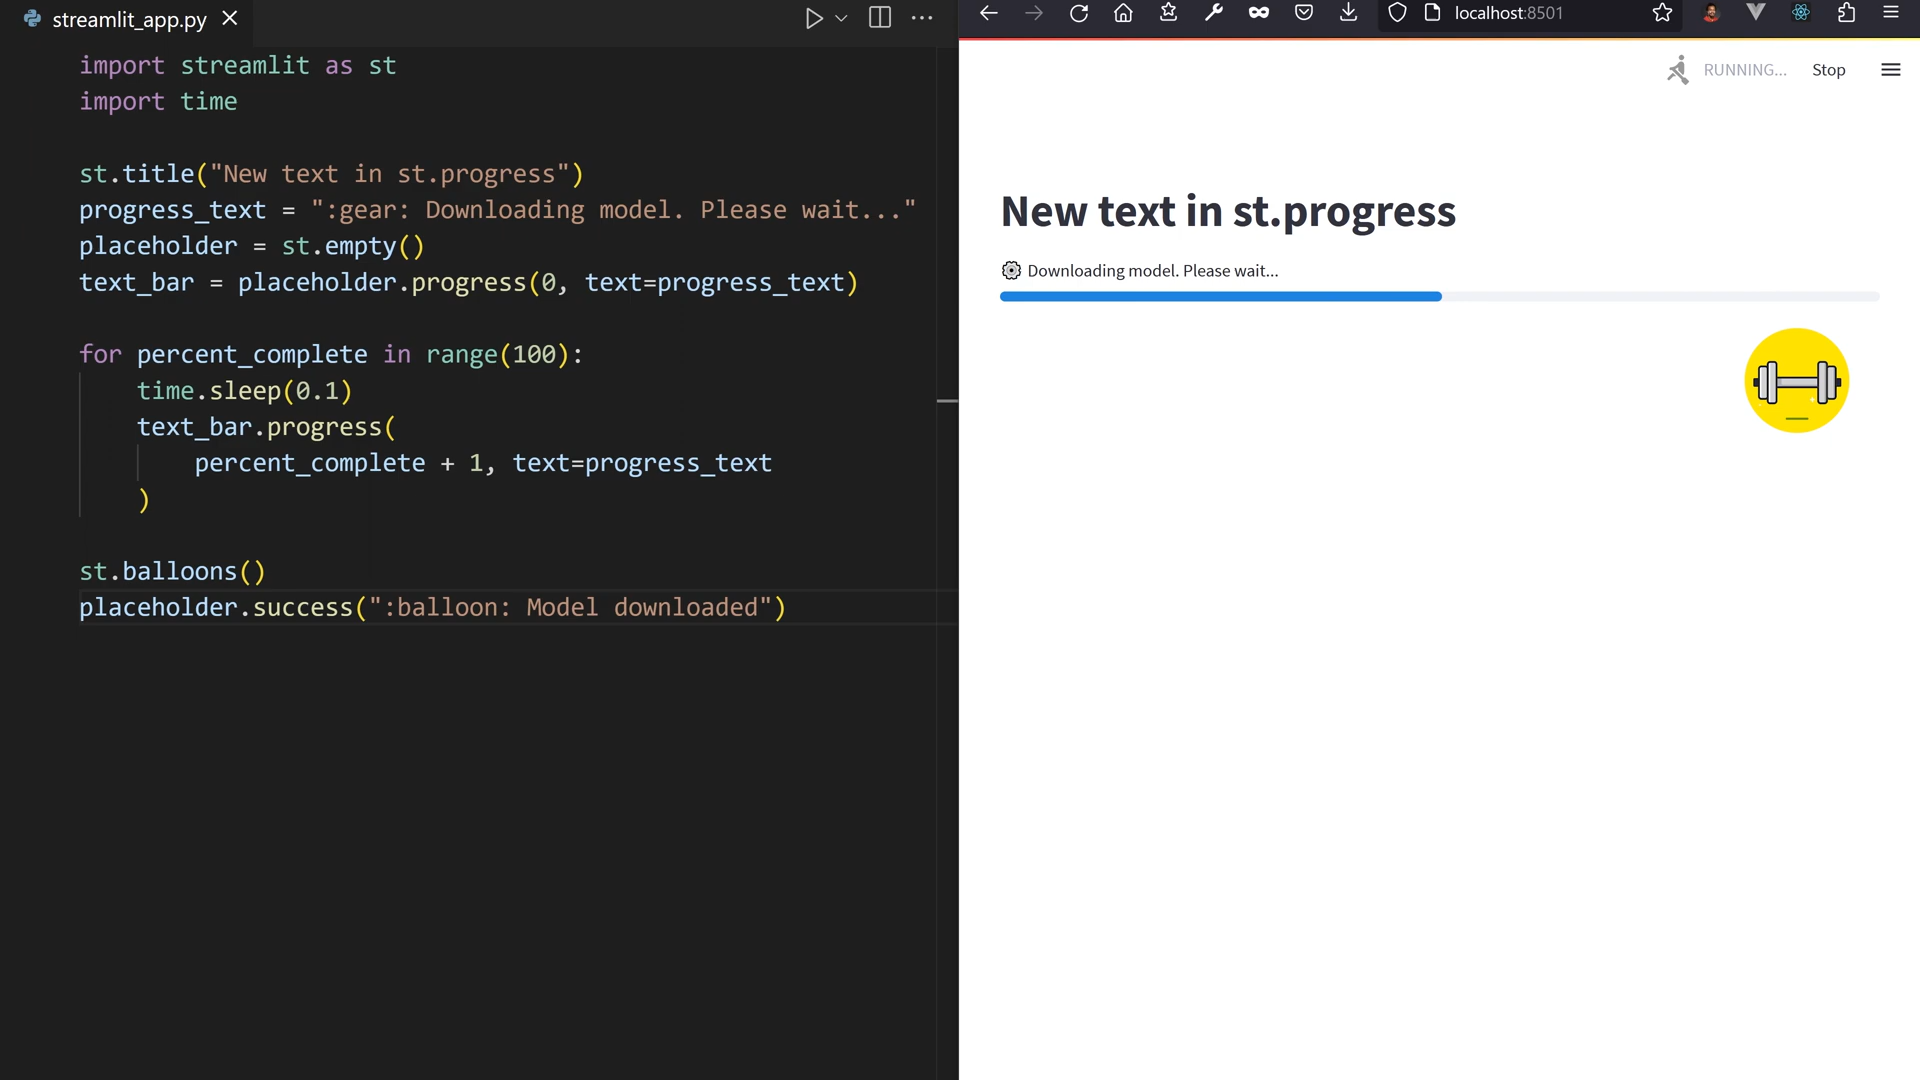 streamlit_app.py
import streamlit as st
import time
st.title("New text in st.progress")
progress_text = ":gear: Downloading model. Please wait..."
placeholder = st.empty()
text_bar = placeholder.progress(0, text=progress_text)
for percent_complete in range(100):
time.sleep(0.1)
text_bar.progress(
percent_complete + 1, text=progress_text
)
st.balloons()
placeholder.success(":balloon: Model downloaded")
localhost:8501
RUNNING...
Stop
New text in st.progress
Downloading model. Please wait...